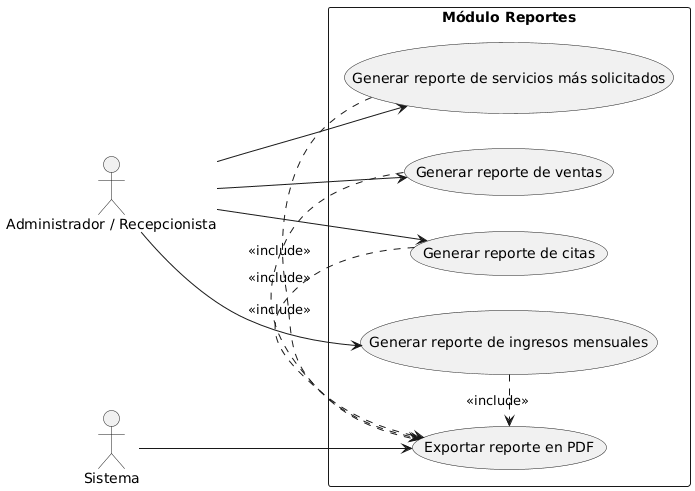 Módulo Reportes
Generar reporte de servicios más solicitados
Generar reporte de ventas
Administrador / Recepcionista
Generar reporte de citas
«include»
«include»
«include»
Generar reporte de ingresos mensuales
«include»
Exportar reporte en PDF
Sistema